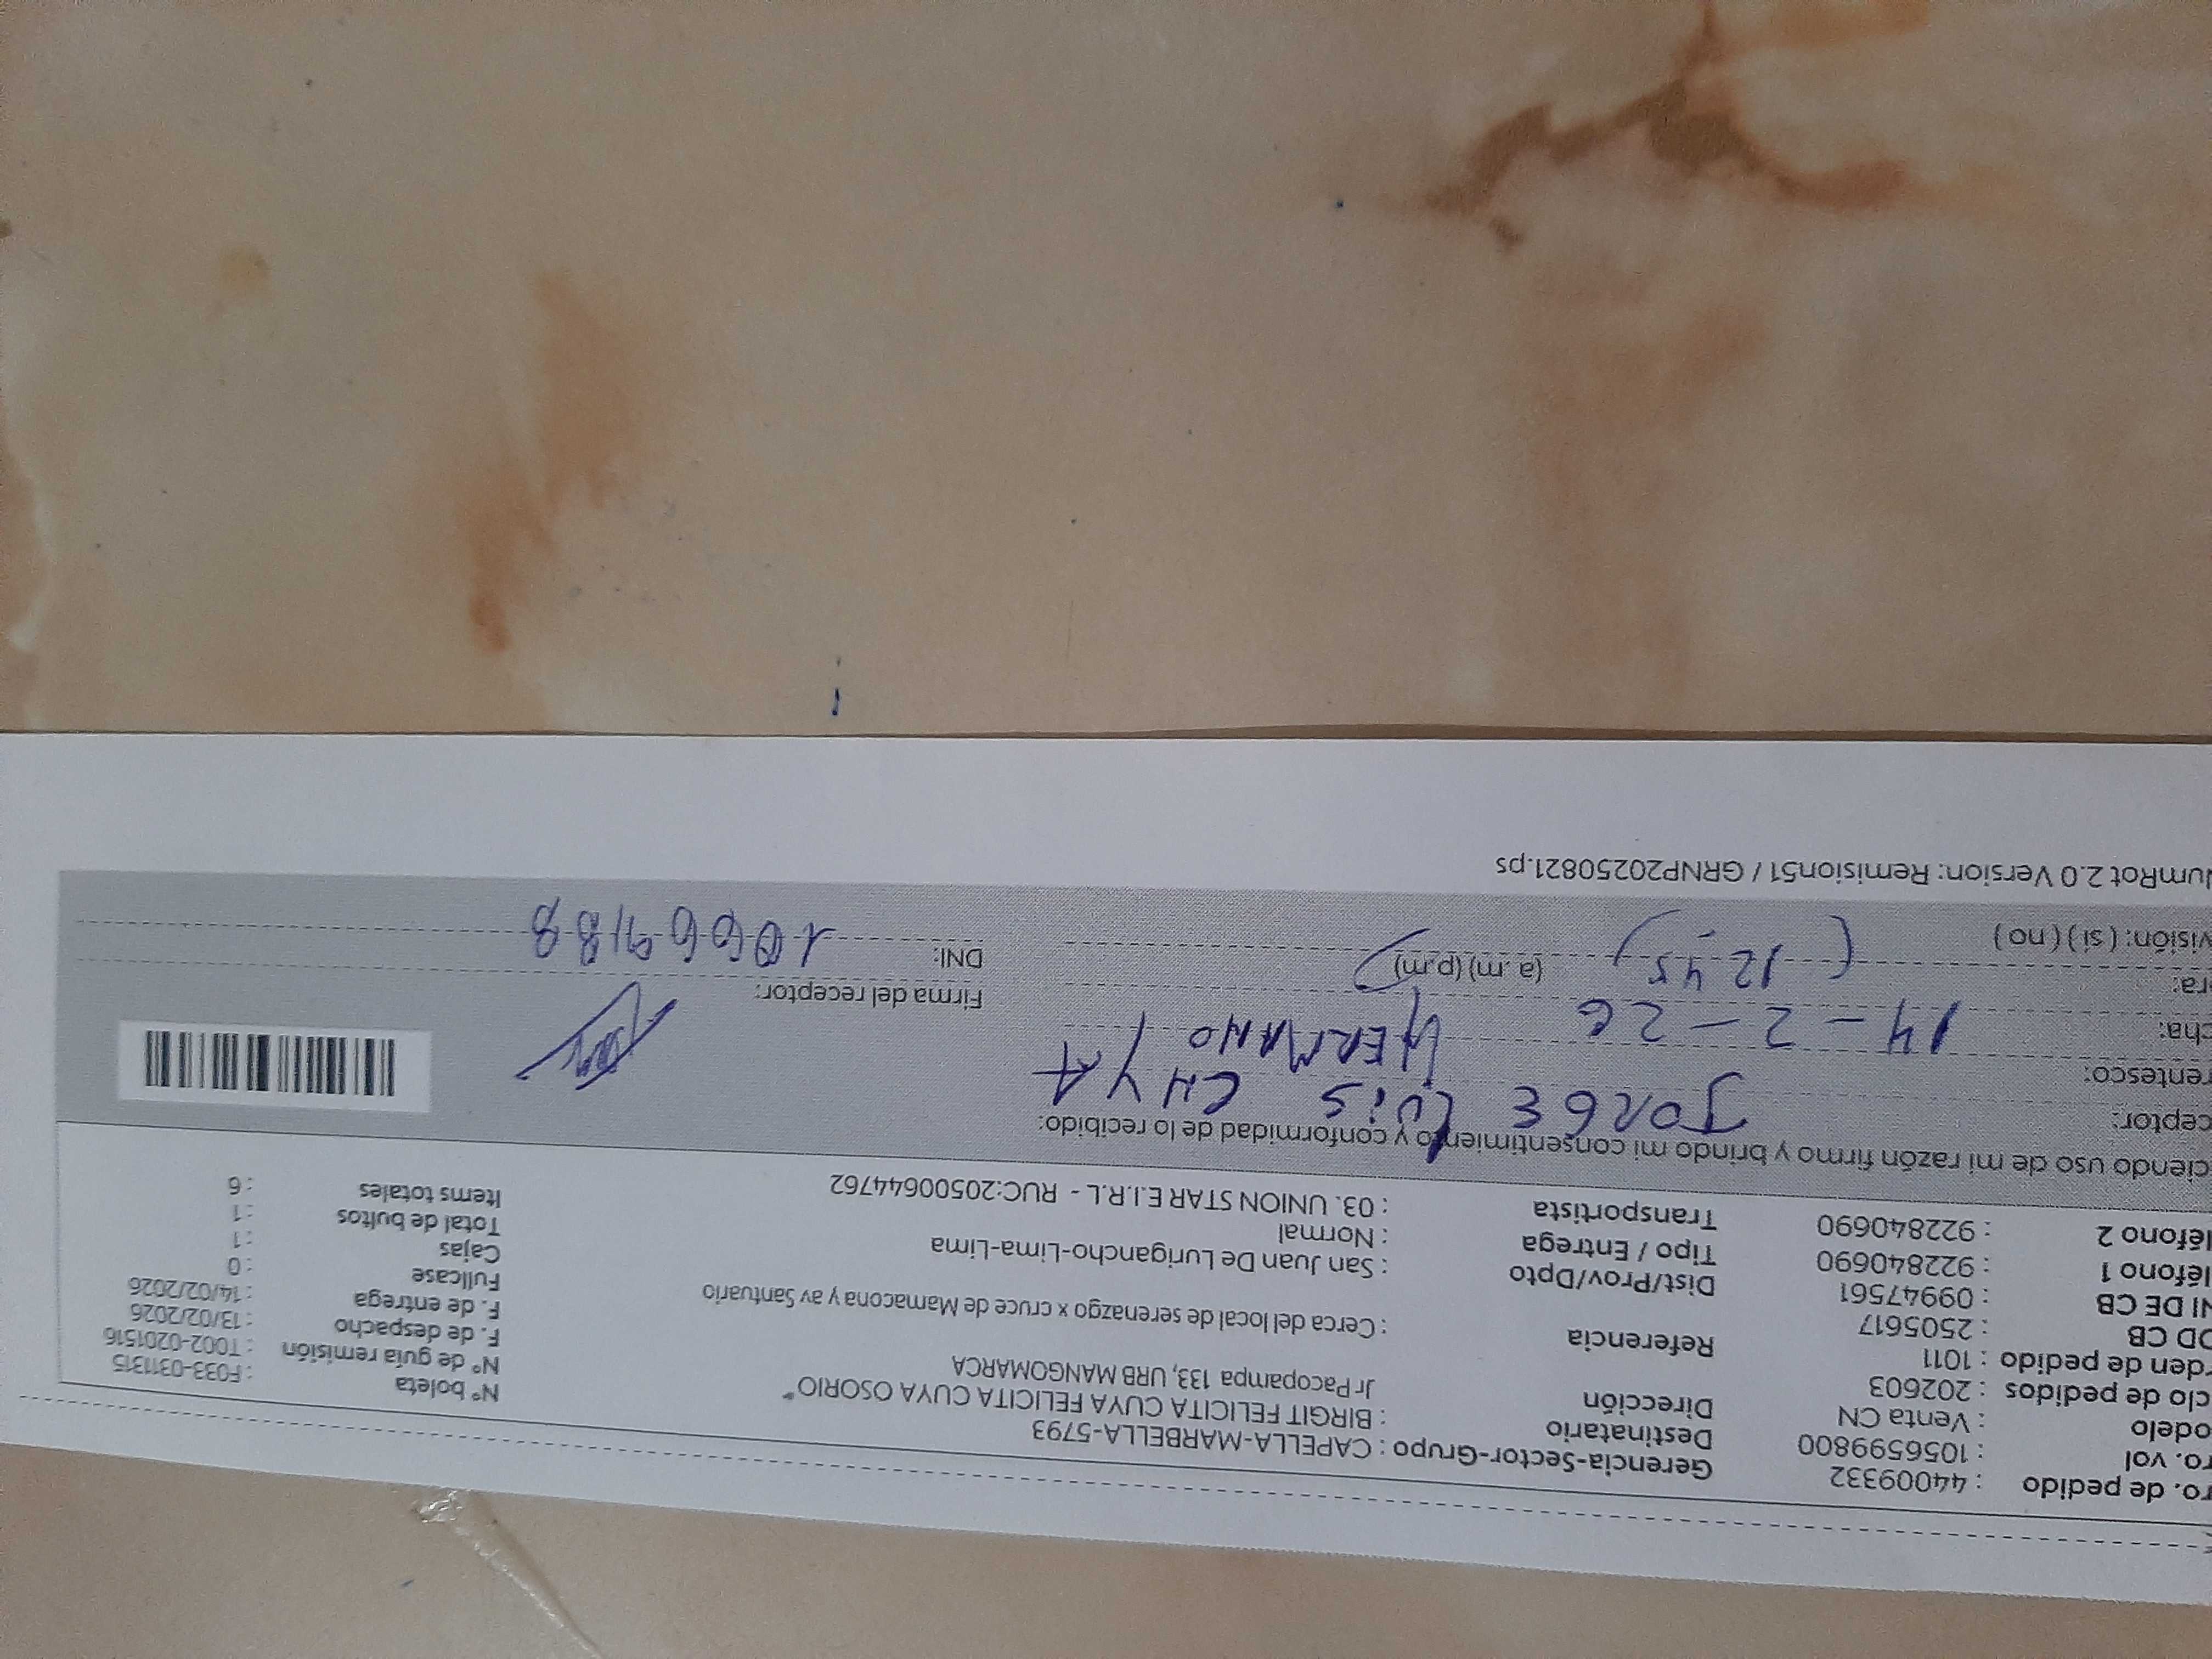 ro. de pedido : 44009332
ro. vol : 1056599800
odelo : Venta CN
clo de pedidos : 202603
rden de pedido : 1011
OD CB : 2505617
NI DE CB : 09947561
léfono 1 : 922840690
léfono 2 : 922840690
Gerencia-Sector-Grupo : CAPELLA-MARBELLA-5793
Destinatario : BIRGIT FELICITA CUYA FELICITA CUYA OSORIO*
Dirección Jr Pacopampa 133, URB MANGOMARCA
Referencia : Cerca del local de serenazgo x cruce de Mamacona y av Santuario
Dist/Prov/Dpto : San Juan De Lurigancho-Lima-Lima
Tipo / Entrega : Normal
Transportista : 03. UNION STAR E.I.R.L - RUC:20500644762
N° boleta : F033-0311315
N° de guía remisión : T002-0201516
F. de despacho : 13/02/2026
F. de entrega : 14/02/2026
Fullcase : 0
Cajas : 1
Total de bultos : 1
Items totales : 6
ciendo uso de mi razón firmo y brindo mi consentimiento y conformidad de lo recibido:
ceptor: JORGE LUIS CUYA
rentesco: HERMANO
cha: 14-2-26
ra: (12:45) (a.m) (p.m)
visión: ( si ) ( no )
Firma del receptor:
DNI: 10669188
NumRot 2.0 Version: Remision51 / GRNP20250821.ps